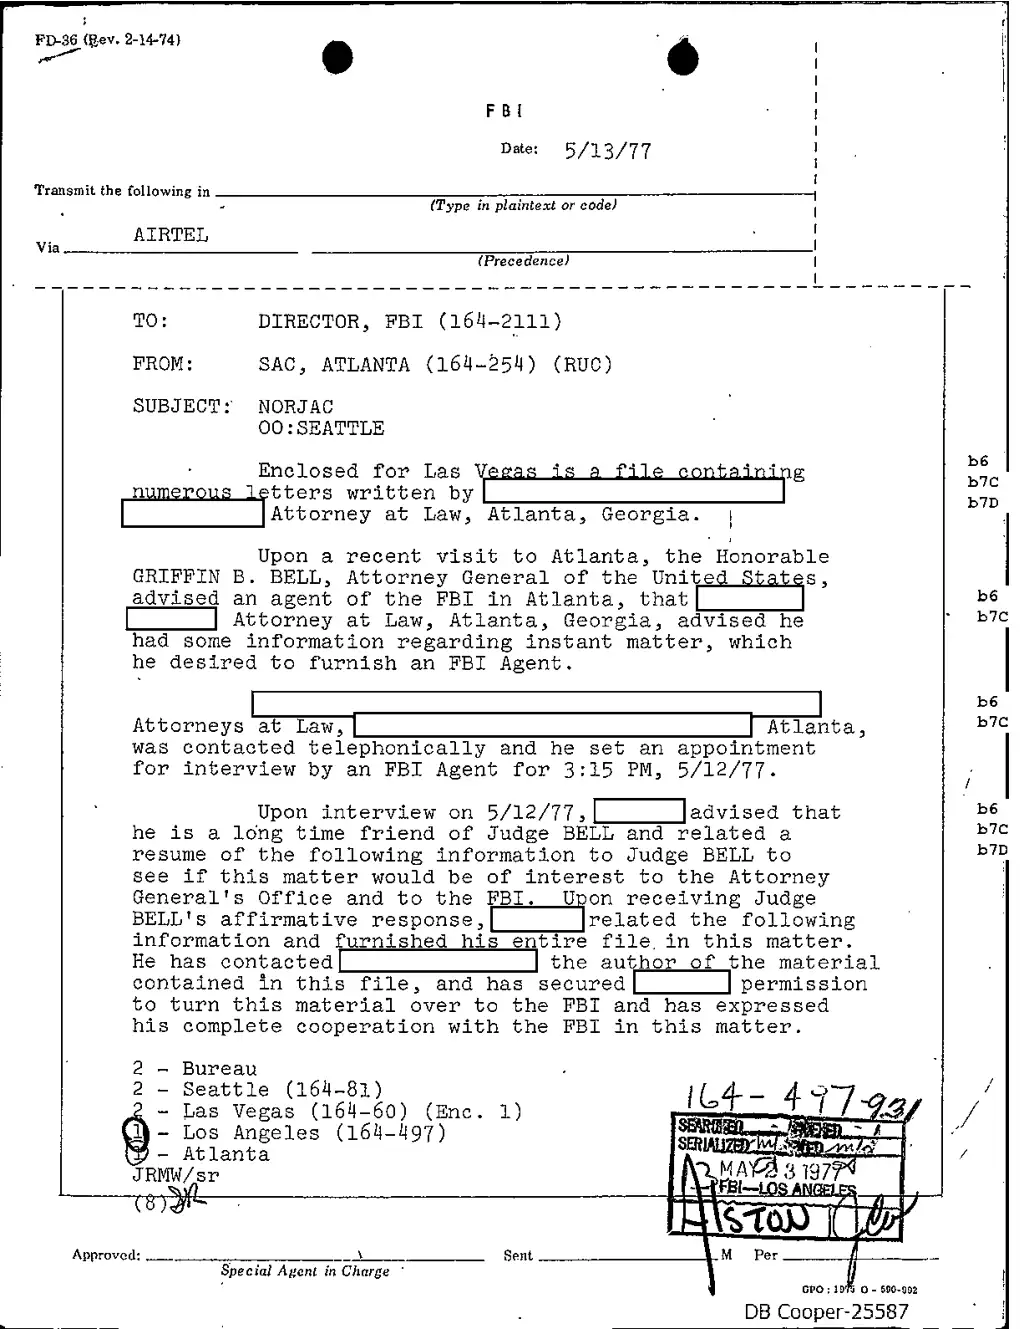 FD-36 (Rev. 2-14-74)
F B I
Date: 5/13/77
Transmit the following in
(Type in plaintext or code)
Via AIRTEL
(Precedence)
TO: DIRECTOR, FBI (164-2111)
FROM: SAC, ATLANTA (164-254) (RUC)
SUBJECT: NORJAC
OO:SEATTLE
Enclosed for Las Vegas is a file containing
numerous letters written by
Attorney at Law, Atlanta, Georgia.
b6
b7C
b7D
Upon a recent visit to Atlanta, the Honorable
GRIFFIN B. BELL, Attorney General of the United States,
advised an agent of the FBI in Atlanta, that
Attorney at Law, Atlanta, Georgia, advised he
had some information regarding instant matter, which
he desired to furnish an FBI Agent.
b6
b7C
Attorneys at Law, Atlanta,
was contacted telephonically and he set an appointment
for interview by an FBI Agent for 3:15 PM, 5/12/77.
b6
b7C
Upon interview on 5/12/77, advised that
he is a long time friend of Judge BELL and related a
resume of the following information to Judge BELL to
see if this matter would be of interest to the Attorney
General's Office and to the FBI. Upon receiving Judge
BELL's affirmative response, related the following
information and furnished his entire file in this matter.
He has contacted the author of the material
contained in this file, and has secured permission
to turn this material over to the FBI and has expressed
his complete cooperation with the FBI in this matter.
b6
b7C
b7D
2 - Bureau
2 - Seattle (164-81)
2 - Las Vegas (164-60) (Enc. 1)
1 - Los Angeles (164-497)
1 - Atlanta
JRMW/sr
(8)
164-497-931
SEARCHED INDEXED
SERIALIZED FILED
MAY 23 1977
FBI—LOS ANGELES
Approved: Sent M Per
Special Agent in Charge
GPO : 1975 O - 590-992
DB Cooper-25587